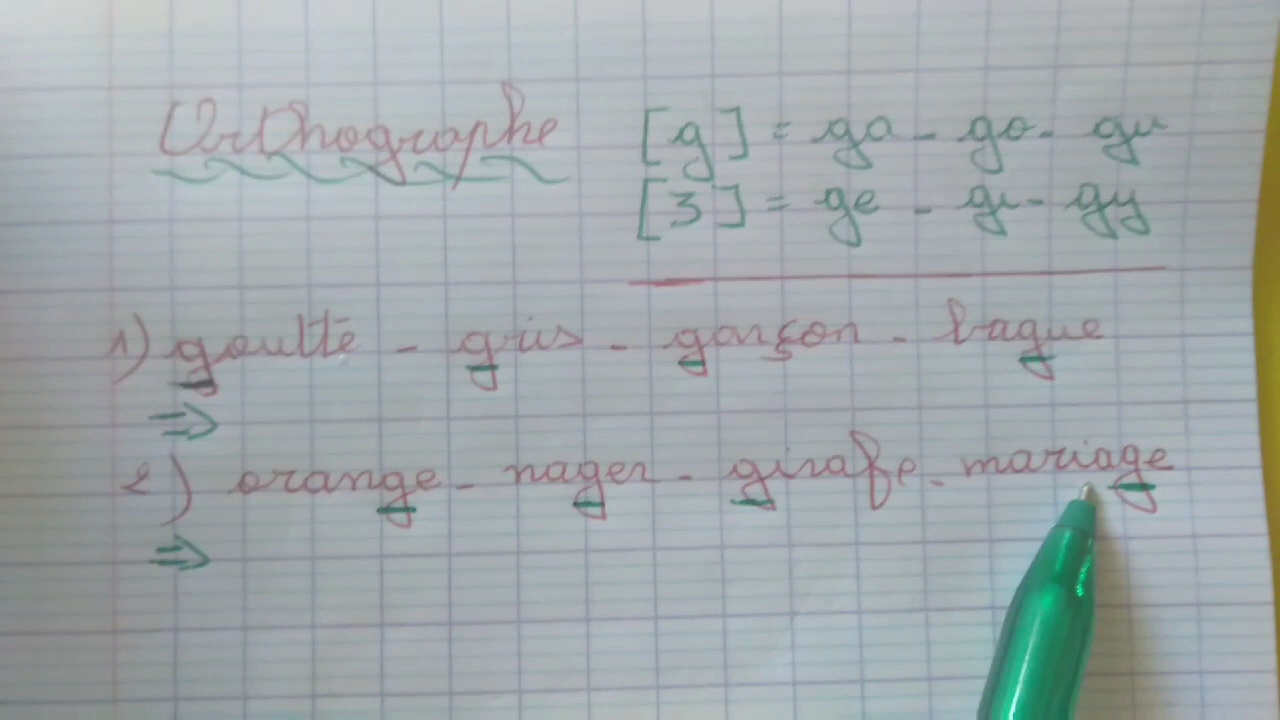 Orthographe
[g] = ga - go - gu
[ʒ] = ge - gi - gy
1) goutte - gris - garçon - bague
⇒
2) orange - nager - girafe - mariage
⇒